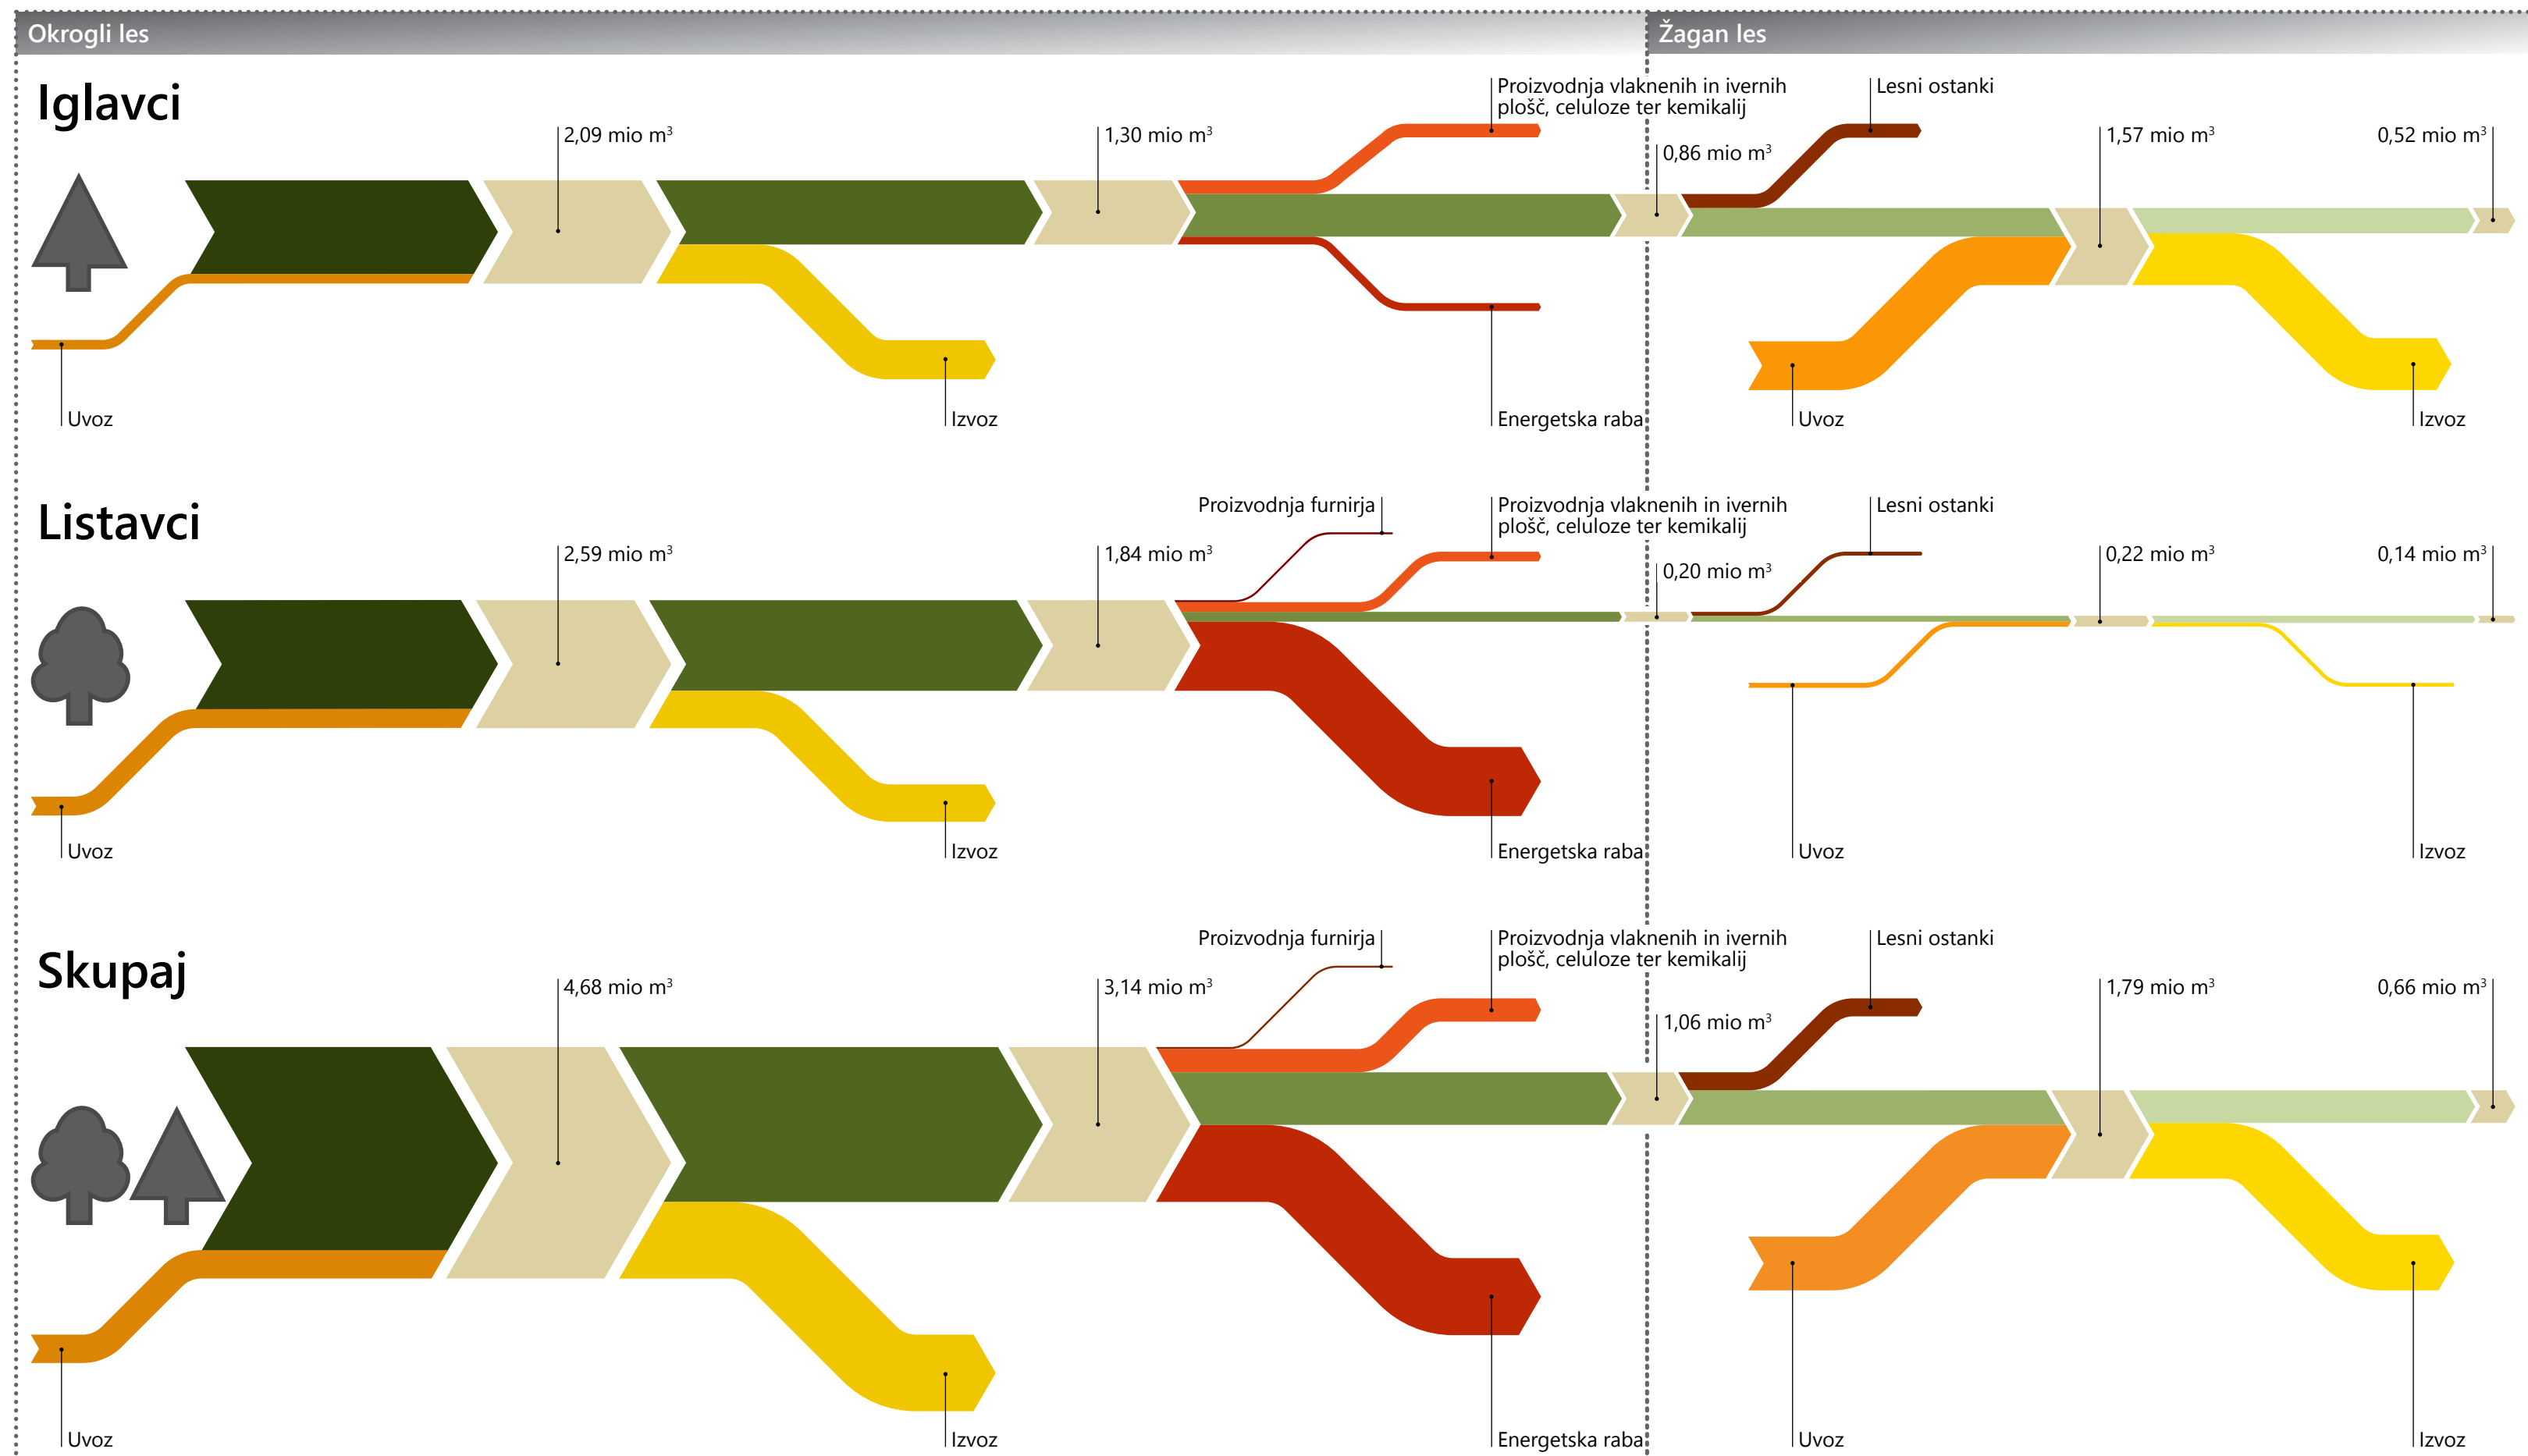 Okrogli les
Žagan les
Iglavci
Proizvodnja vlaknenih in ivernih
plošč, celuloze ter kemikalij
Lesni ostanki
2,09 mio m³
1,30 mio m³
0,86 mio m³
1,57 mio m³
0,52 mio m³
Uvoz
Izvoz
Energetska raba
Uvoz
Izvoz
Listavci
Proizvodnja furnirja
Proizvodnja vlaknenih in ivernih
plošč, celuloze ter kemikalij
Lesni ostanki
2,59 mio m³
1,84 mio m³
0,20 mio m³
0,22 mio m³
0,14 mio m³
Uvoz
Izvoz
Energetska raba
Uvoz
Izvoz
Skupaj
Proizvodnja furnirja
Proizvodnja vlaknenih in ivernih
plošč, celuloze ter kemikalij
Lesni ostanki
4,68 mio m³
3,14 mio m³
1,06 mio m³
1,79 mio m³
0,66 mio m³
Uvoz
Izvoz
Energetska raba
Uvoz
Izvoz